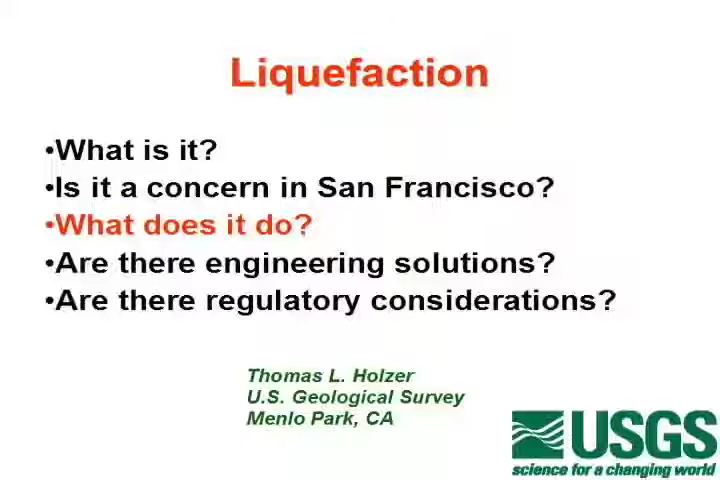 Liquefaction
•What is it?
•Is it a concern in San Francisco?
•What does it do?
•Are there engineering solutions?
•Are there regulatory considerations?
Thomas L. Holzer
U.S. Geological Survey
Menlo Park, CA
USGS
science for a changing world